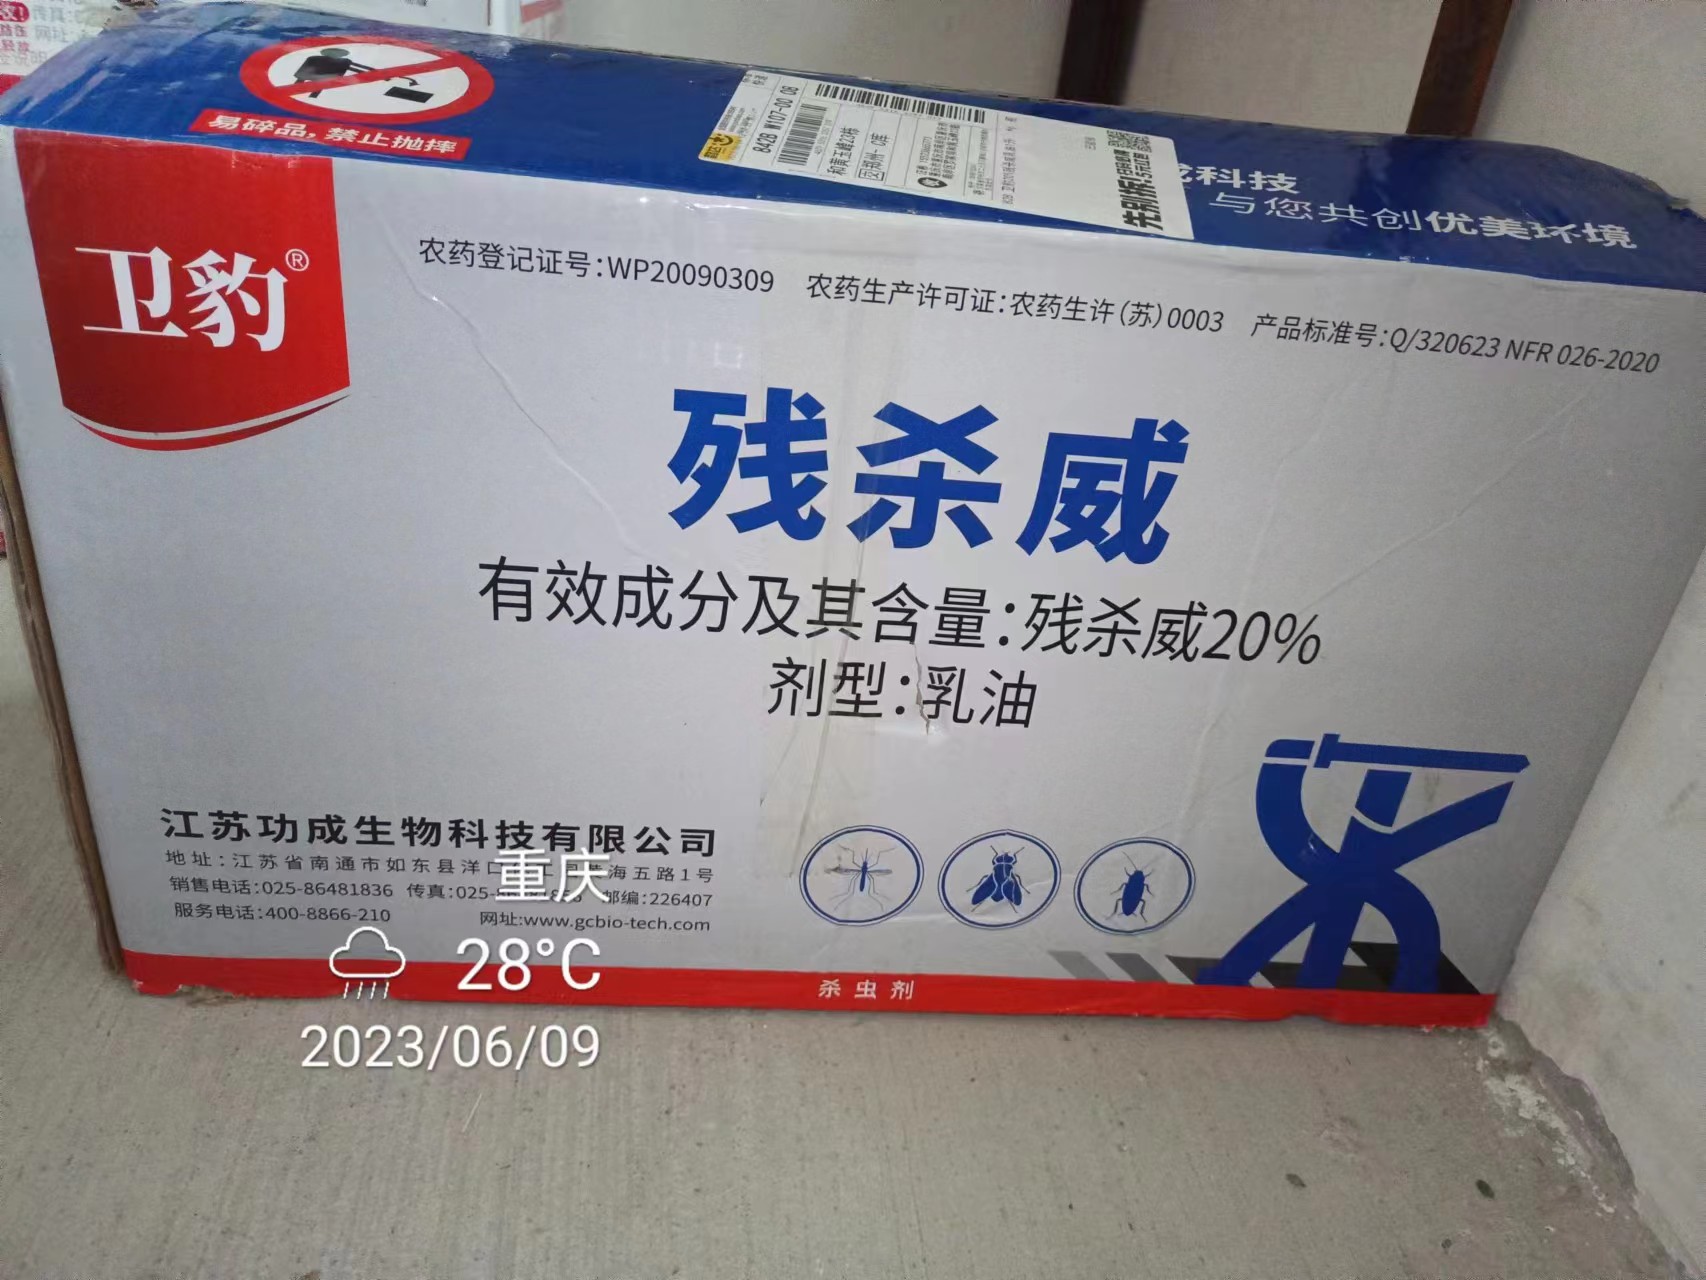 易碎品，禁止抛摔
8428 W107-00 08
科技
与您共创优美环境
卫豹®
农药登记证号：WP20090309 农药生产许可证：农药生许（苏）0003 产品标准号：Q/320623 NFR 026-2020
残杀威
有效成分及其含量：残杀威20%
剂型：乳油
江苏功成生物科技有限公司
地址：江苏省南通市如东县洋口 海五路1号
销售电话：025-86481836 传真：025- 邮编：226407
服务电话：400-8866-210 网址：www.gcbio-tech.com
杀虫剂
重庆
28°C
2023/06/09